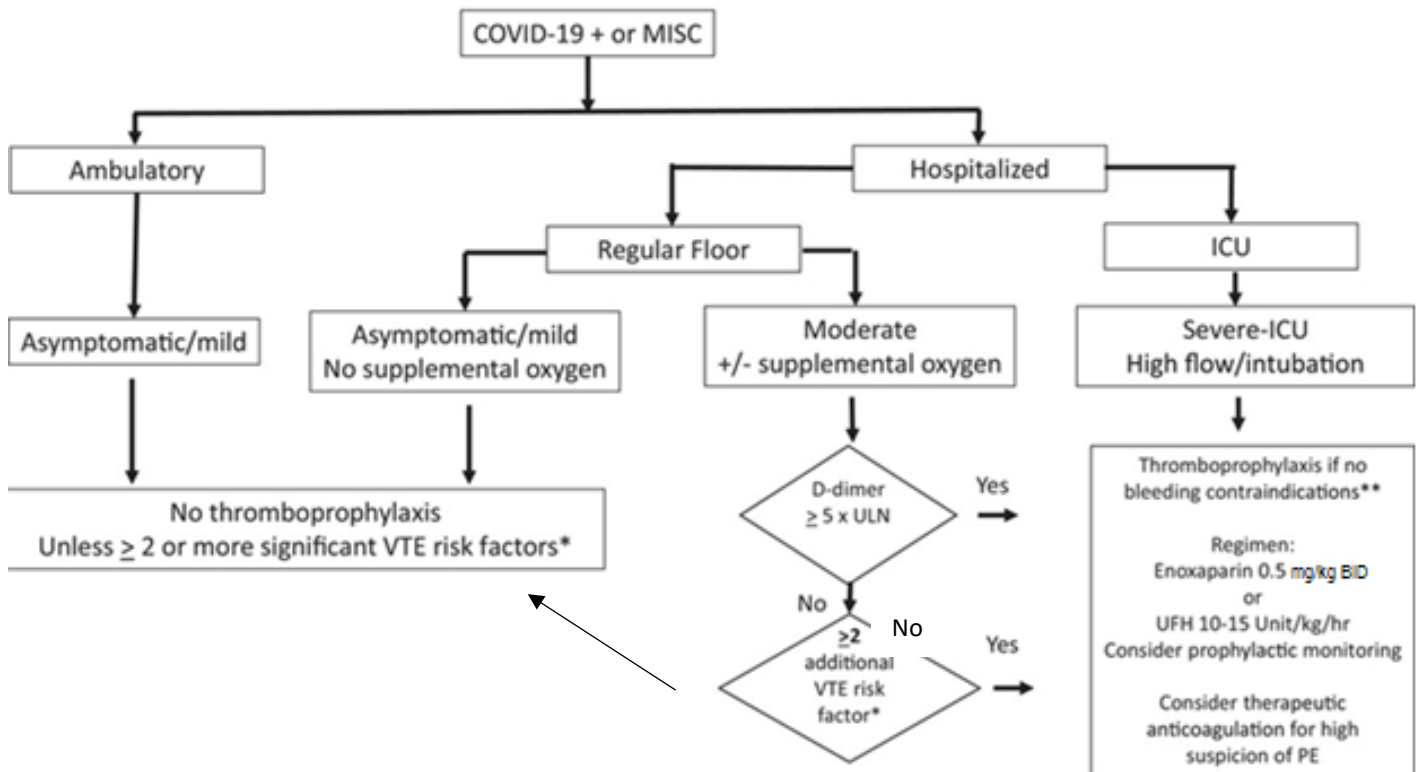 COVID-19 + or MISC
Ambulatory
Hospitalized
Regular Floor
ICU
Asymptomatic/mild
Asymptomatic/mild
No supplemental oxygen
Moderate
+/- supplemental oxygen
Severe-ICU
High flow/intubation
No thromboprophylaxis
Unless ≥ 2 or more significant VTE risk factors*
D-dimer
≥ 5 x ULN
Yes
No
≥2
additional
VTE risk
factor*
No
Yes
Thromboprophylaxis if no
bleeding contraindications**
Regimen:
Enoxaparin 0.5 mg/kg BID
or
UFH 10-15 Unit/kg/hr
Consider prophylactic monitoring
Consider therapeutic
anticoagulation for high
suspicion of PE